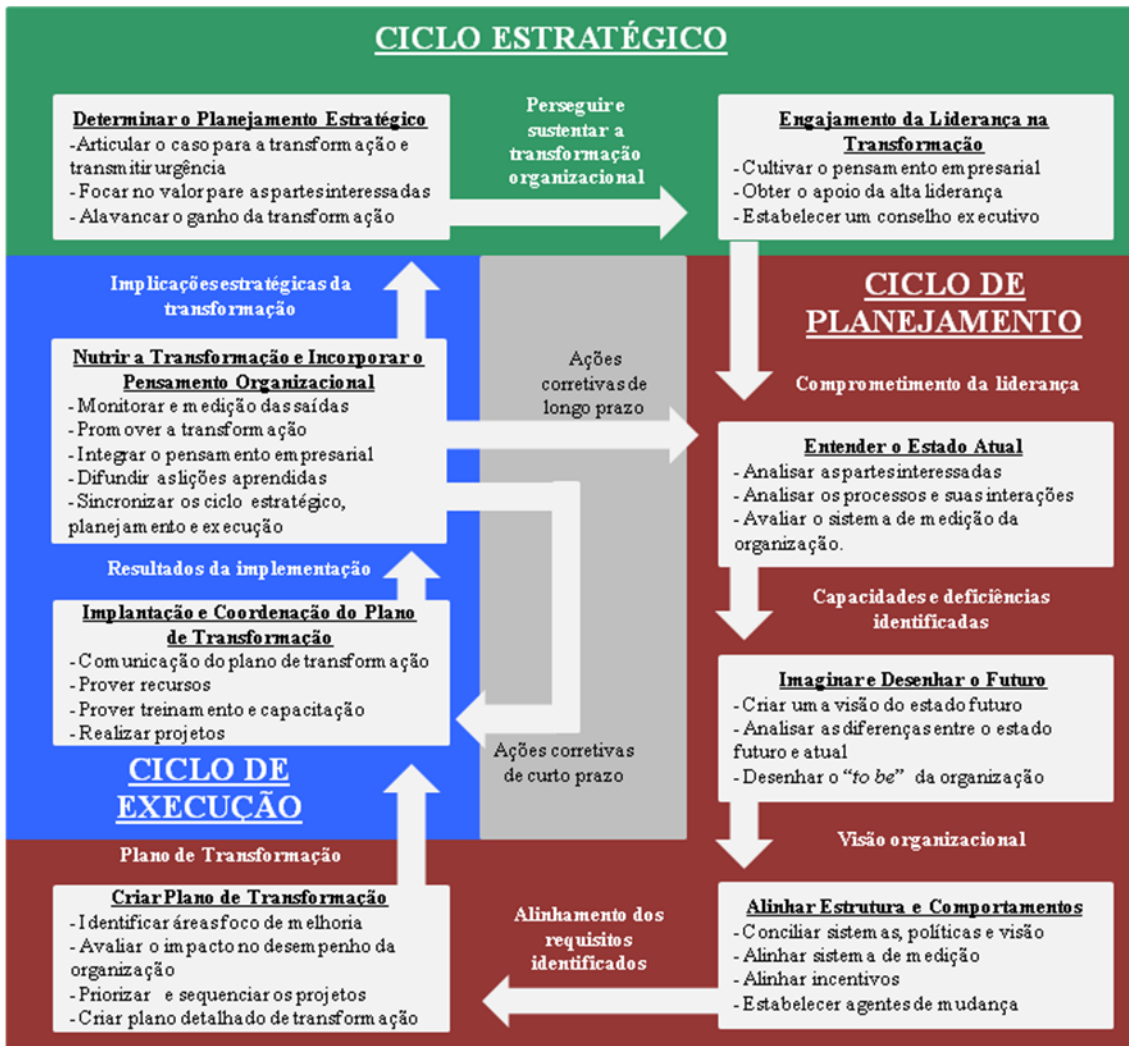 CICLO ESTRATÉGICO
Determinar o Planejamento Estratégico
-Articular o caso para a transformação e
transmitir urgência
- Focar no valor pare as partes interessadas
- Alavancar o ganho da transformação
Perseguir e
sustentar a
transformação
organizacional
Engajamento da Liderança na
Transformação
- Cultivar o pensamento empresarial
- Obter o apoio da alta liderança
- Estabelecer um conselho executivo
Implicações estratégicas da
transformação
CICLO DE
PLANEJAMENTO
Nutrir a Transformação e Incorporar o
Pensamento Organizacional
- Monitorar e medição das saídas
- Promover a transformação
- Integrar o pensamento empresarial
- Difundir as lições aprendidas
- Sincronizar os ciclo estratégico,
planejamento e execução
Ações
corretivas de
longo prazo
Comprometimento da liderança
Entender o Estado Atual
- Analisar as partes interessadas
- Analisar os processos e suas interações
- Avaliar o sistema de medição da
organização.
Resultados da implementação
Capacidades e deficiências
identificadas
Implantação e Coordenação do Plano
de Transformação
- Comunicação do plano de transformação
- Prover recursos
- Prover treinamento e capacitação
- Realizar projetos
Imaginar e Desenhar o Futuro
- Criar uma visão do estado futuro
- Analisar as diferenças entre o estado
futuro e atual
- Desenhar o “to be” da organização
Ações corretivas
de curto prazo
CICLO DE
EXECUÇÃO
Visão organizacional
Plano de Transformação
Criar Plano de Transformação
- Identificar áreas foco de melhoria
- Avaliar o impacto no desempenho da
organização
- Priorizar e sequenciar os projetos
- Criar plano detalhado de transformação
Alinhamento dos
requisitos
identificados
Alinhar Estrutura e Comportamentos
- Conciliar sistemas, políticas e visão
- Alinhar sistema de medição
- Alinhar incentivos
- Estabelecer agentes de mudança